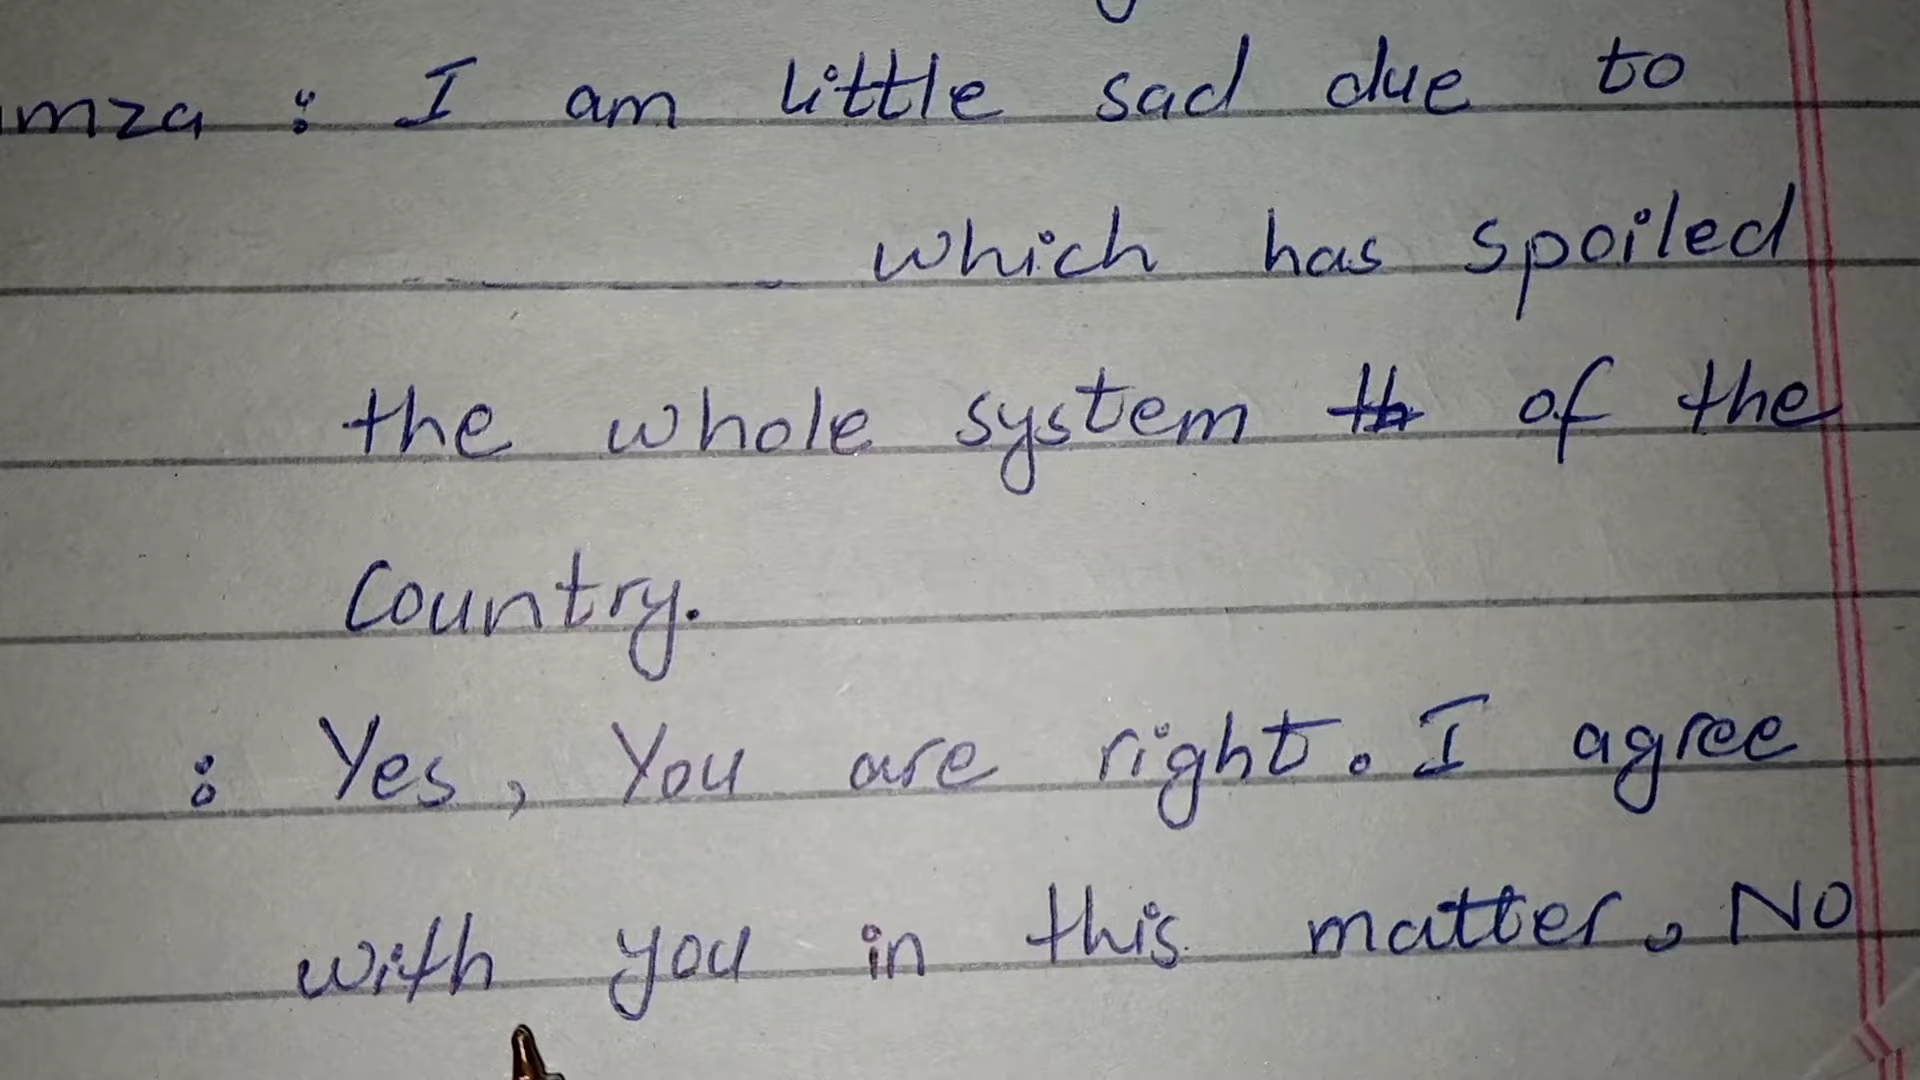 mza : I am little sad due to
________ which has spoiled
the whole system of the
Country.
: Yes, You are right. I agree
with you in this matter. No